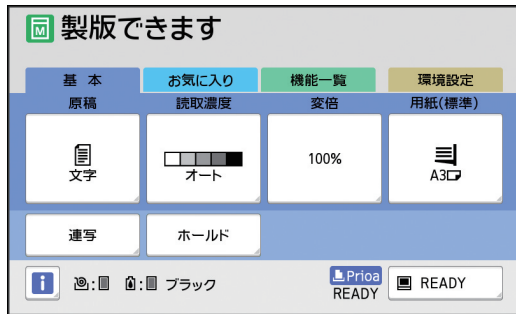 M 製版できます
基本 お気に入り 機能一覧 環境設定
原稿 読取濃度 変倍 用紙(標準)
文字 オート 100% A3
連写 ホールド
i : : ブラック Prioa READY READY